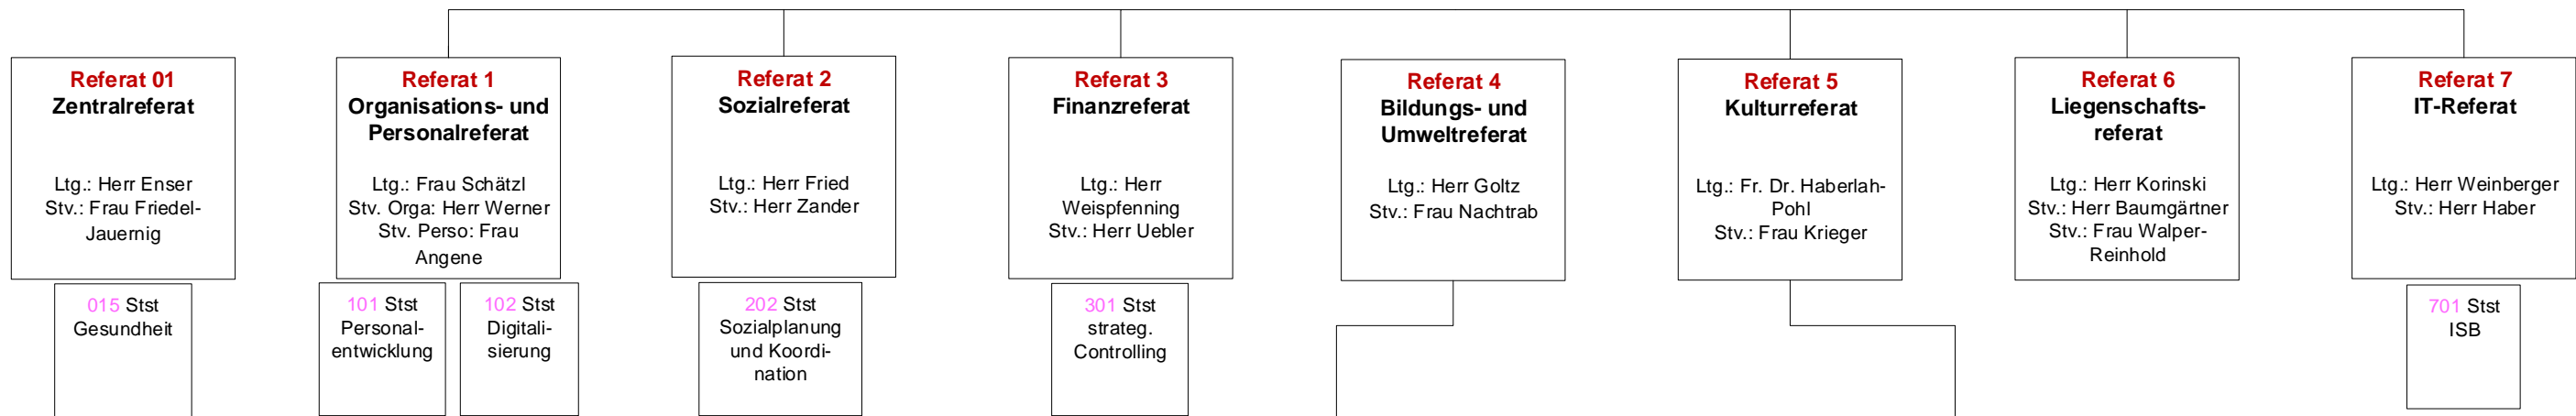 Referat 01
Zentralreferat
Ltg.: Herr Enser
Stv.: Frau Friedel-
Jauernig
015 Stst
Gesundheit
Referat 1
Organisations- und
Personalreferat
Ltg.: Frau Schätzl
Stv. Orga: Herr Werner
Stv. Perso: Frau
Angene
101 Stst
Personal-
entwicklung
102 Stst
Digitali-
sierung
Referat 2
Sozialreferat
Ltg.: Herr Fried
Stv.: Herr Zander
202 Stst
Sozialplanung
und Koordi-
nation
Referat 3
Finanzreferat
Ltg.: Herr
Weispfenning
Stv.: Herr Uebler
301 Stst
strateg.
Controlling
Referat 4
Bildungs- und
Umweltreferat
Ltg.: Herr Goltz
Stv.: Frau Nachtrab
Referat 5
Kulturreferat
Ltg.: Fr. Dr. Haberlah-
Pohl
Stv.: Frau Krieger
Referat 6
Liegenschafts-
referat
Ltg.: Herr Korinski
Stv.: Herr Baumgärtner
Stv.: Frau Walper-
Reinhold
Referat 7
IT-Referat
Ltg.: Herr Weinberger
Stv.: Herr Haber
701 Stst
ISB